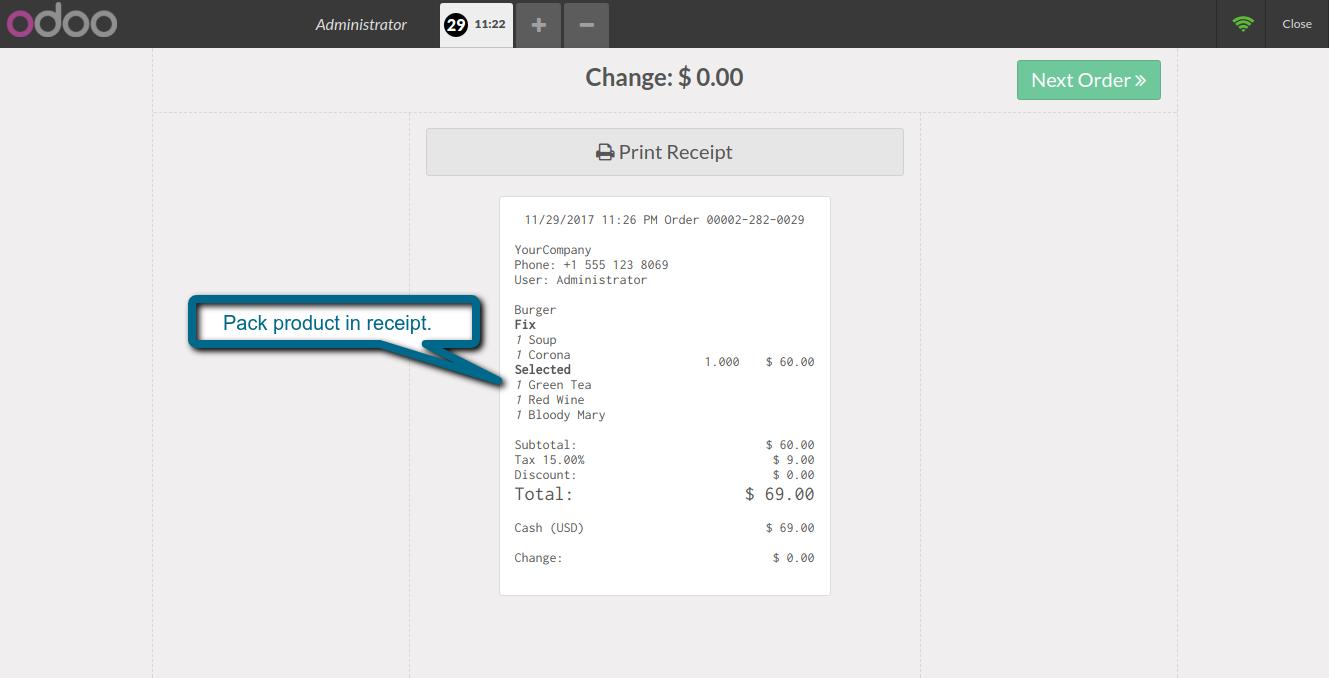 odoo Administrator 29 11:22 + − Close
Change: $ 0.00
Next Order »
Print Receipt
11/29/2017 11:26 PM Order 00002-282-0029
YourCompany
Phone: +1 555 123 8069
User: Administrator
Pack product in receipt.
Burger
Fix
1 Soup
1 Corona
1.000 $ 60.00
Selected
1 Green Tea
1 Red Wine
1 Bloody Mary
Subtotal: $ 60.00
Tax 15.00% $ 9.00
Discount: $ 0.00
Total: $ 69.00
Cash (USD) $ 69.00
Change: $ 0.00